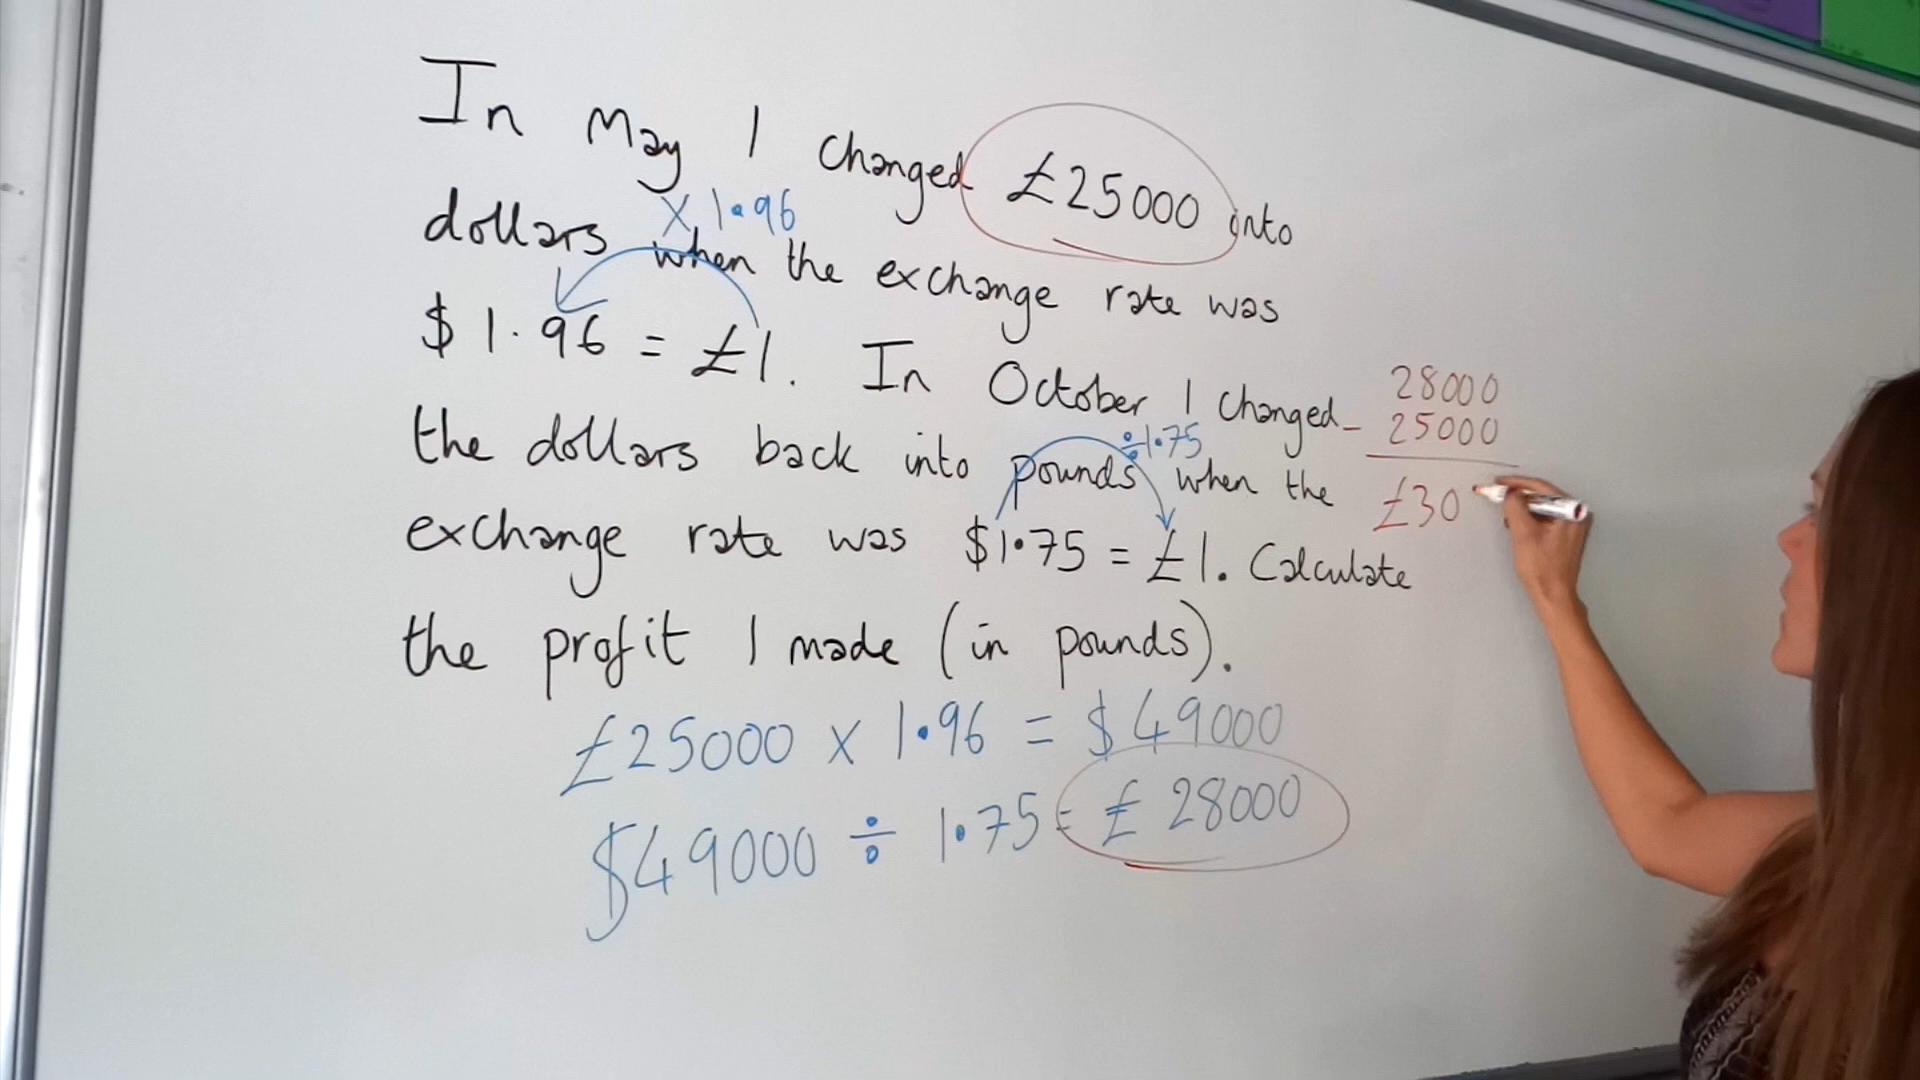 In May I changed £25000 into
x 1.96
dollars when the exchange rate was
$1.96 = £1. In October I changed
the dollars back into pounds when the
÷1.75
exchange rate was $1.75 = £1. Calculate
the profit I made (in pounds).
£25000 x 1.96 = $49000
$49000 ÷ 1.75 = £28000
28000
- 25000
£30